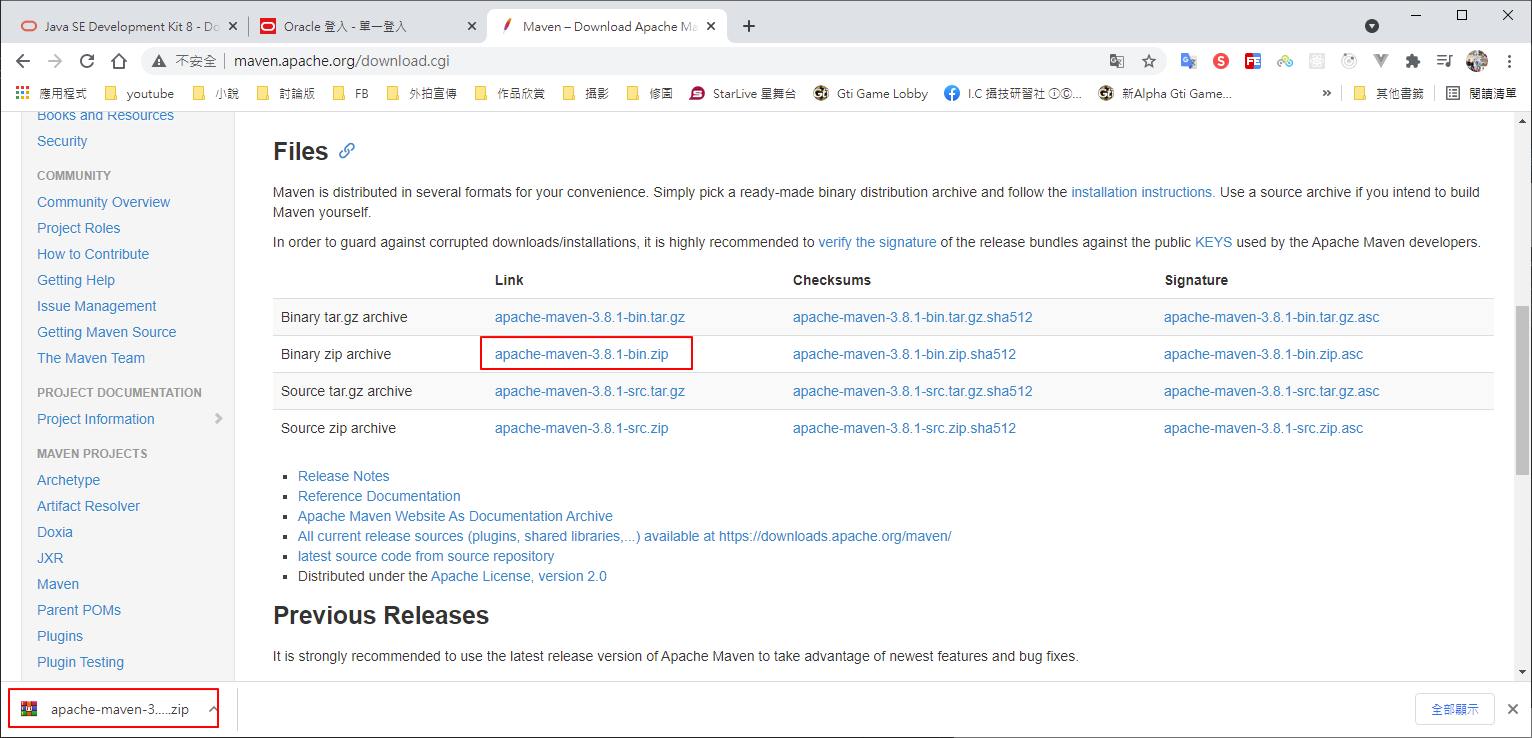 Java SE Development Kit 8 - Do
Oracle 登入 - 單一登入
Maven – Download Apache Ma
不安全
maven.apache.org/download.cgi
應用程式
youtube
小說
討論版
FB
外拍宣傳
作品欣賞
攝影
修圖
StarLive 星舞台
Gti Game Lobby
I.C 攝技研習社 ①Ⓒ...
新Alpha Gti Game...
»
其他書籤
閱讀清單
Books and Resources
Security
COMMUNITY
Community Overview
Project Roles
How to Contribute
Getting Help
Issue Management
Getting Maven Source
The Maven Team
PROJECT DOCUMENTATION
Project Information
MAVEN PROJECTS
Archetype
Artifact Resolver
Doxia
JXR
Maven
Parent POMs
Plugins
Plugin Testing
Files
Maven is distributed in several formats for your convenience. Simply pick a ready-made binary distribution archive and follow the installation instructions. Use a source archive if you intend to build
Maven yourself.
In order to guard against corrupted downloads/installations, it is highly recommended to verify the signature of the release bundles against the public KEYS used by the Apache Maven developers.
Link Checksums Signature
Binary tar.gz archive apache-maven-3.8.1-bin.tar.gz apache-maven-3.8.1-bin.tar.gz.sha512 apache-maven-3.8.1-bin.tar.gz.asc
Binary zip archive apache-maven-3.8.1-bin.zip apache-maven-3.8.1-bin.zip.sha512 apache-maven-3.8.1-bin.zip.asc
Source tar.gz archive apache-maven-3.8.1-src.tar.gz apache-maven-3.8.1-src.tar.gz.sha512 apache-maven-3.8.1-src.tar.gz.asc
Source zip archive apache-maven-3.8.1-src.zip apache-maven-3.8.1-src.zip.sha512 apache-maven-3.8.1-src.zip.asc
Release Notes
Reference Documentation
Apache Maven Website As Documentation Archive
All current release sources (plugins, shared libraries,...) available at https://downloads.apache.org/maven/
latest source code from source repository
Distributed under the Apache License, version 2.0
Previous Releases
It is strongly recommended to use the latest release version of Apache Maven to take advantage of newest features and bug fixes.
apache-maven-3.....zip
全部顯示